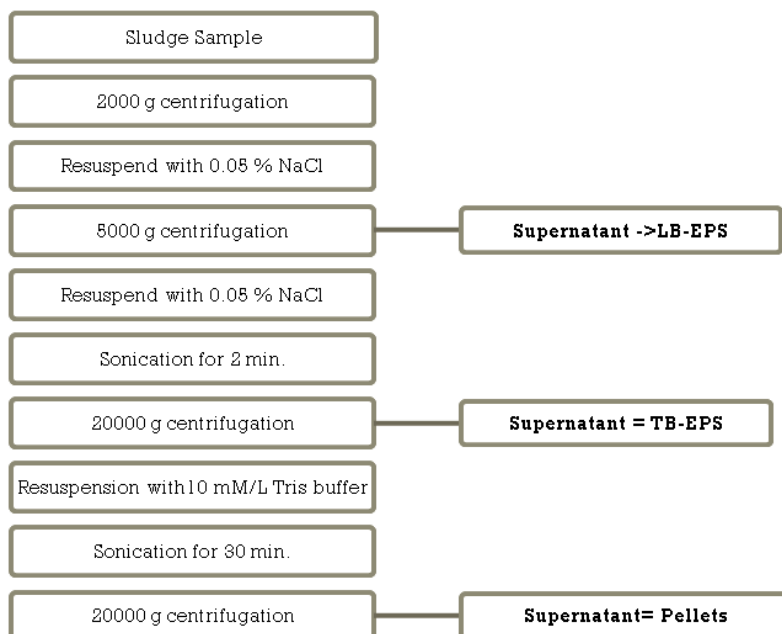 Sludge Sample
2000 g centrifugation
Resuspend with 0.05 % NaCl
5000 g centrifugation
Supernatant ->LB-EPS
Resuspend with 0.05 % NaCl
Sonication for 2 min.
20000 g centrifugation
Supernatant = TB-EPS
Resuspension with10 mM/L Tris buffer
Sonication for 30 min.
20000 g centrifugation
Supernatant= Pellets